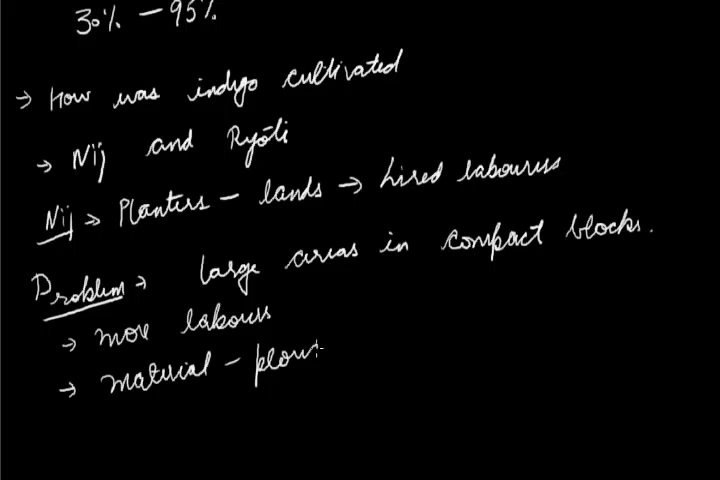 30% - 95%
→ How was indigo cultivated
→ Nij and Ryoti
Nij → Planters - lands → hired labourers
Problem → large areas in compact blocks.
→ more labours
→ material - plou